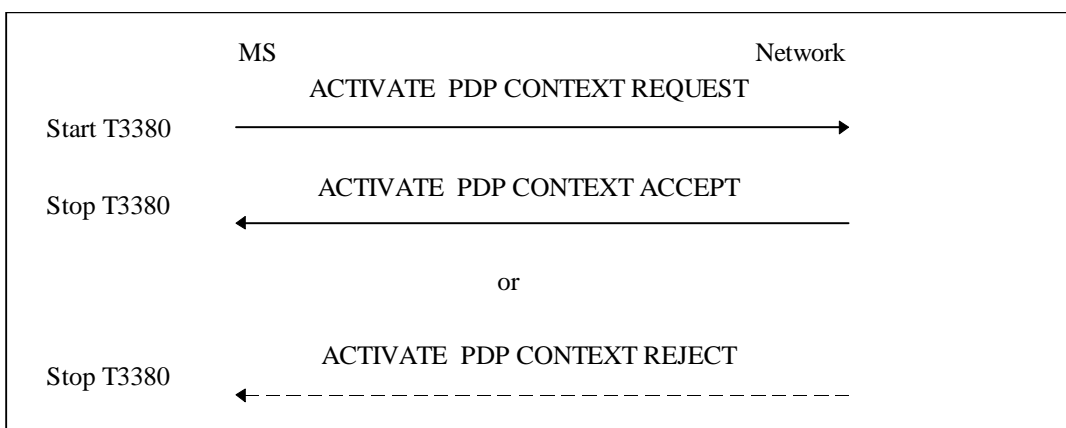 MS Network
ACTIVATE PDP CONTEXT REQUEST
Start T3380
ACTIVATE PDP CONTEXT ACCEPT
Stop T3380
or
ACTIVATE PDP CONTEXT REJECT
Stop T3380